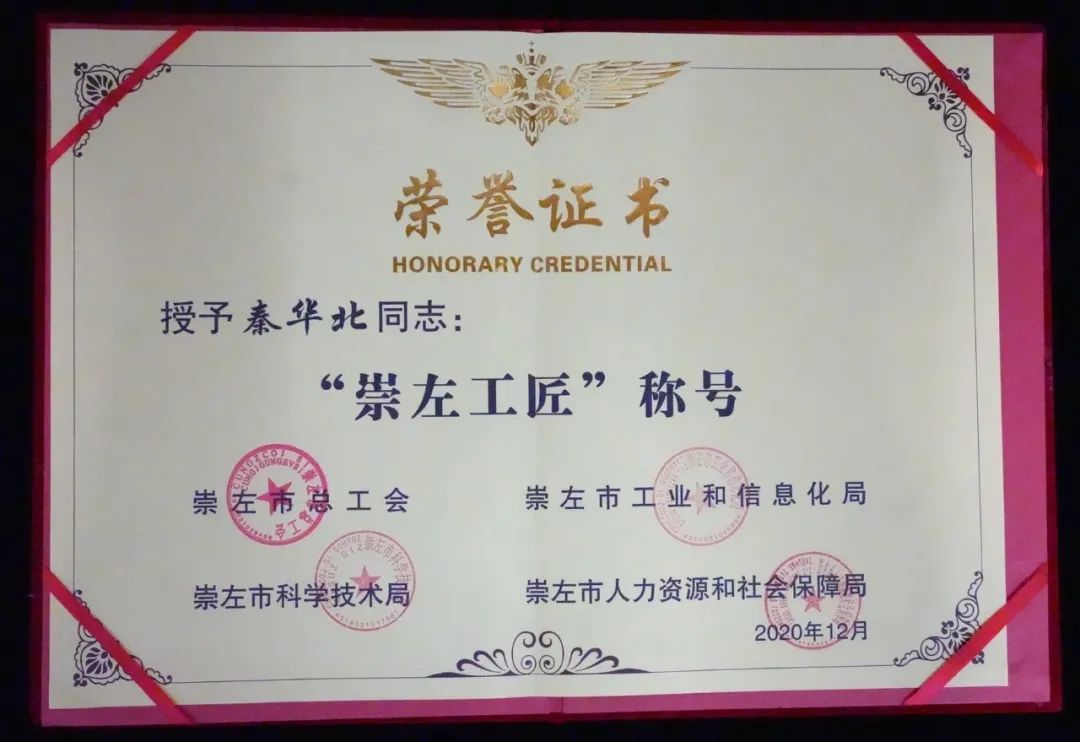 荣誉证书
HONORARY CREDENTIAL
授予秦华北同志：
“崇左工匠”称号
崇左市总工会
崇左市工业和信息化局
崇左市科学技术局
崇左市人力资源和社会保障局
2020年12月